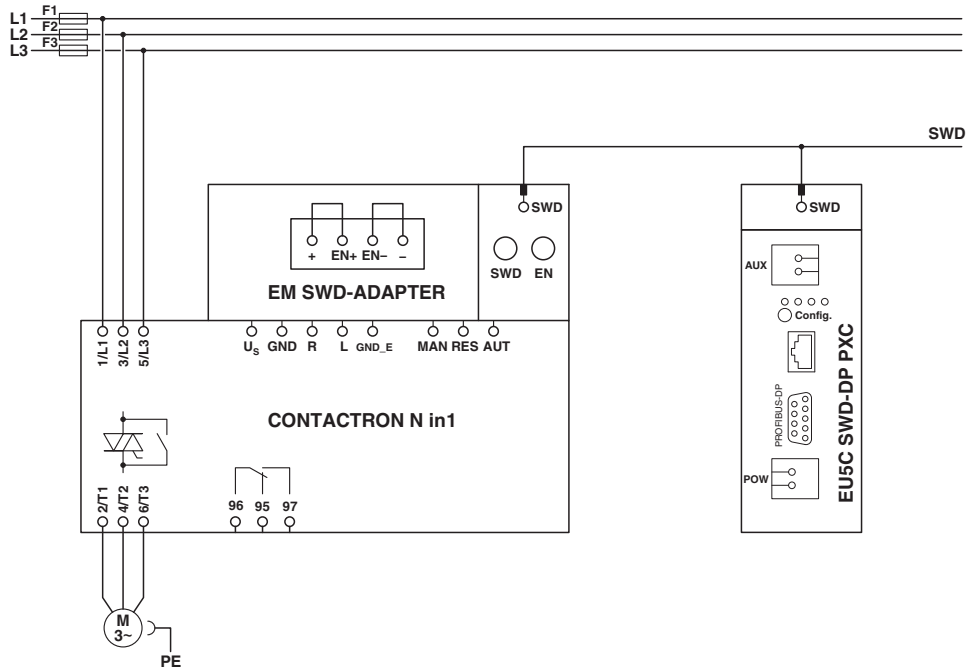 L1 F1
L2 F2
L3 F3
SWD
SWD
SWD
+ EN+ EN− −
SWD EN
EM SWD-ADAPTER
AUX
Config.
1/L1 3/L2 5/L3
U_S GND R L GND_E MAN RES AUT
CONTACTRON N in1
PROFIBUS-DP
EU5C SWD-DP PXC
POW
2/T1 4/T2 6/T3
96 95 97
M
3~
PE